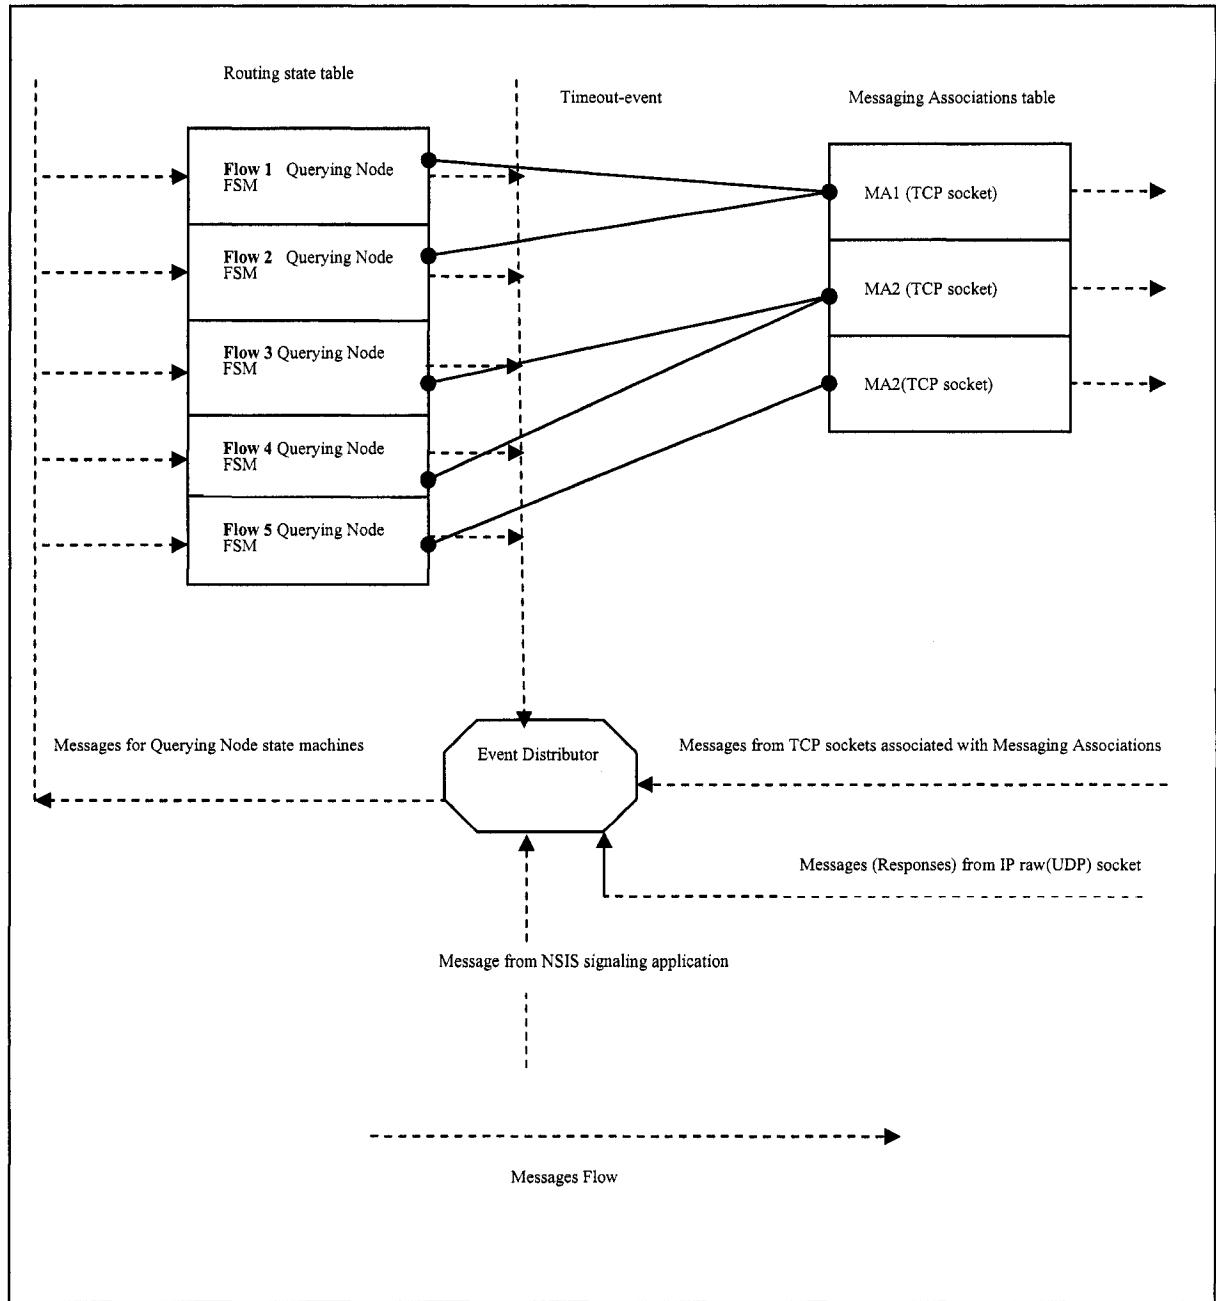 Routing state table
Timeout-event
Messaging Associations table
Flow 1 Querying Node
FSM
Flow 2 Querying Node
FSM
Flow 3 Querying Node
FSM
Flow 4 Querying Node
FSM
Flow 5 Querying Node
FSM
MA1 (TCP socket)
MA2 (TCP socket)
MA2(TCP socket)
Messages for Querying Node state machines
Event Distributor
Messages from TCP sockets associated with Messaging Associations
Messages (Responses) from IP raw(UDP) socket
Message from NSIS signaling application
Messages Flow